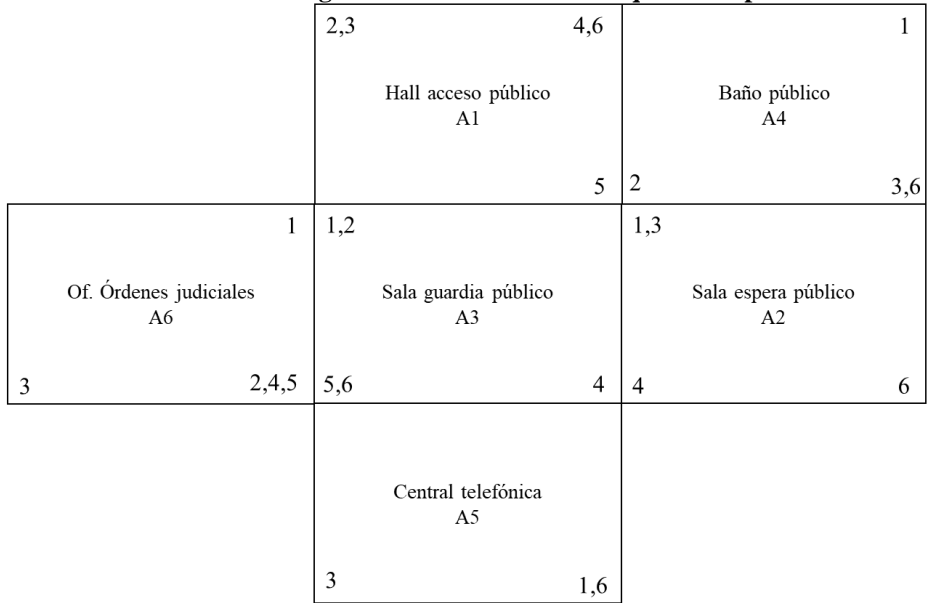 2,3 4,6 1
Hall acceso público Baño público
A1 A4
5 2 3,6
1 1,2 1,3
Of. Órdenes judiciales Sala guardia público Sala espera público
A6 A3 A2
3 2,4,5 5,6 4 4 6
Central telefónica
A5
3 1,6